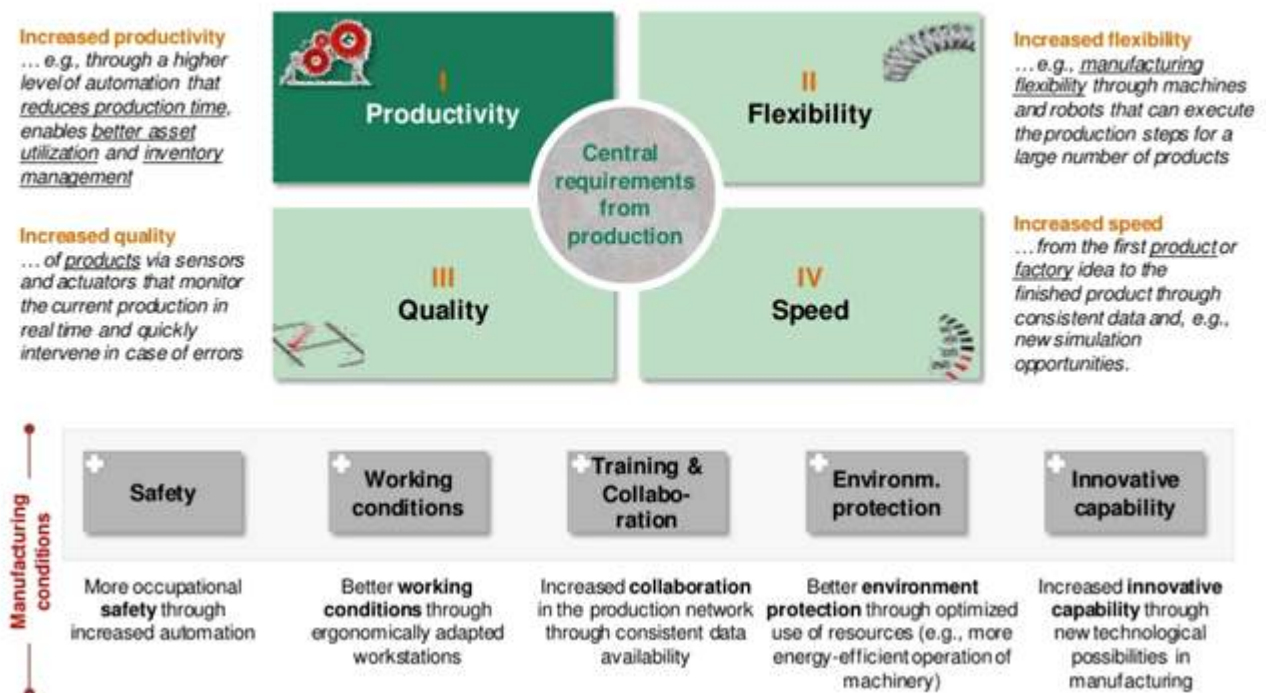 Increased productivity
… e.g., through a higher
level of automation that
reduces production time,
enables better asset
utilization and inventory
management
I
Productivity
II
Flexibility
Increased flexibility
…e.g., manufacturing
flexibility through machines
and robots that can execute
the production steps for a
large number of products
Central
requirements
from
production
Increased quality
… of products via sensors
and actuators that monitor
the current production in
real time and quickly
intervene in case of errors
III
Quality
IV
Speed
Increased speed
…from the first product or
factory idea to the
finished product through
consistent data and, e.g.,
new simulation
opportunities.
Manufacturing
conditions
Safety
Working
conditions
Training &
Collabo-
ration
Environm.
protection
Innovative
capability
More occupational
safety through
increased automation
Better working
conditions through
ergonomically adapted
workstations
Increased collaboration
in the production network
through consistent data
availability
Better environment
protection through optimized
use of resources (e.g., more
energy-efficient operation of
machinery)
Increased innovative
capability through
new technological
possibilities in
manufacturing